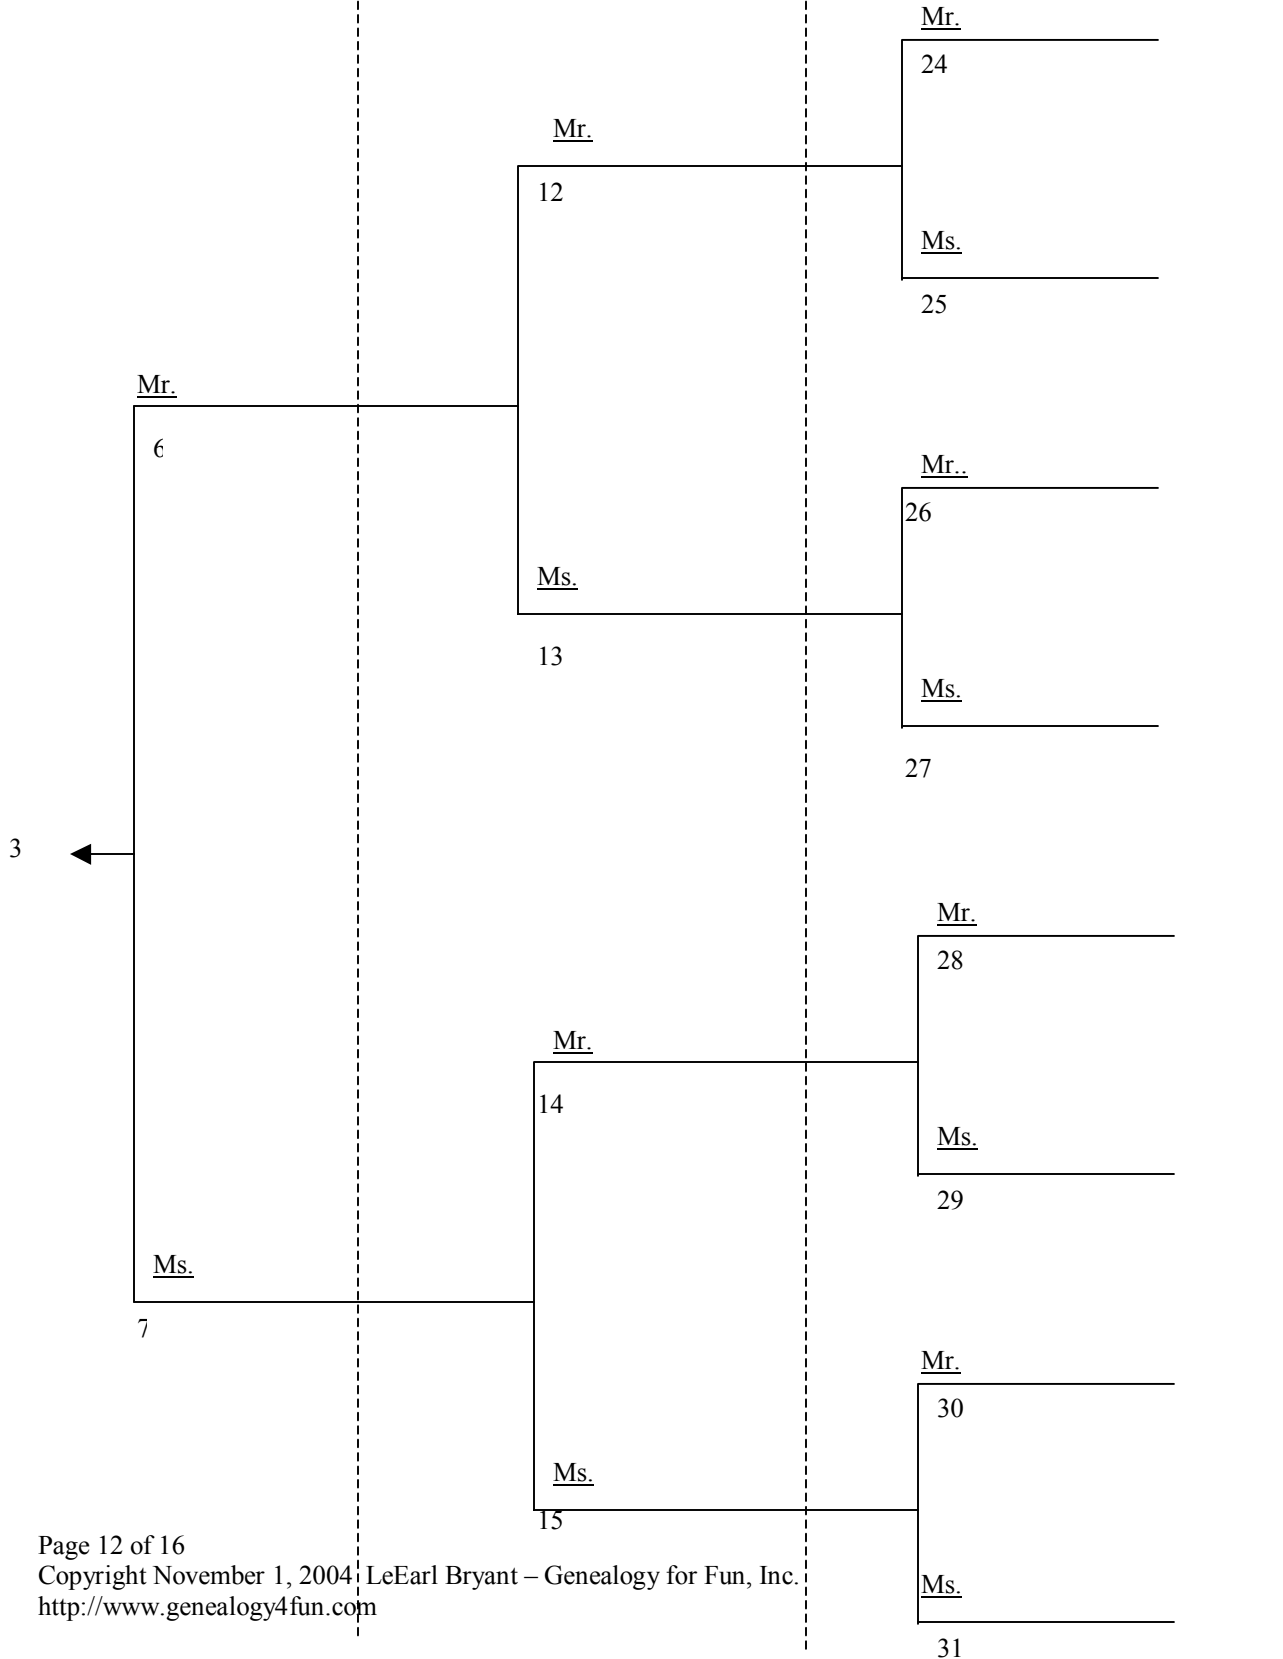 Mr.
24
Mr.
12
Ms.
25
Mr.
6
Mr..
26
Ms.
13
Ms.
27
3
Mr.
28
Mr.
14
Ms.
29
Ms.
7
Mr.
30
Ms.
15
Page 12 of 16
Copyright November 1, 2004 LeEarl Bryant – Genealogy for Fun, Inc.
http://www.genealogy4fun.com
Ms.
31